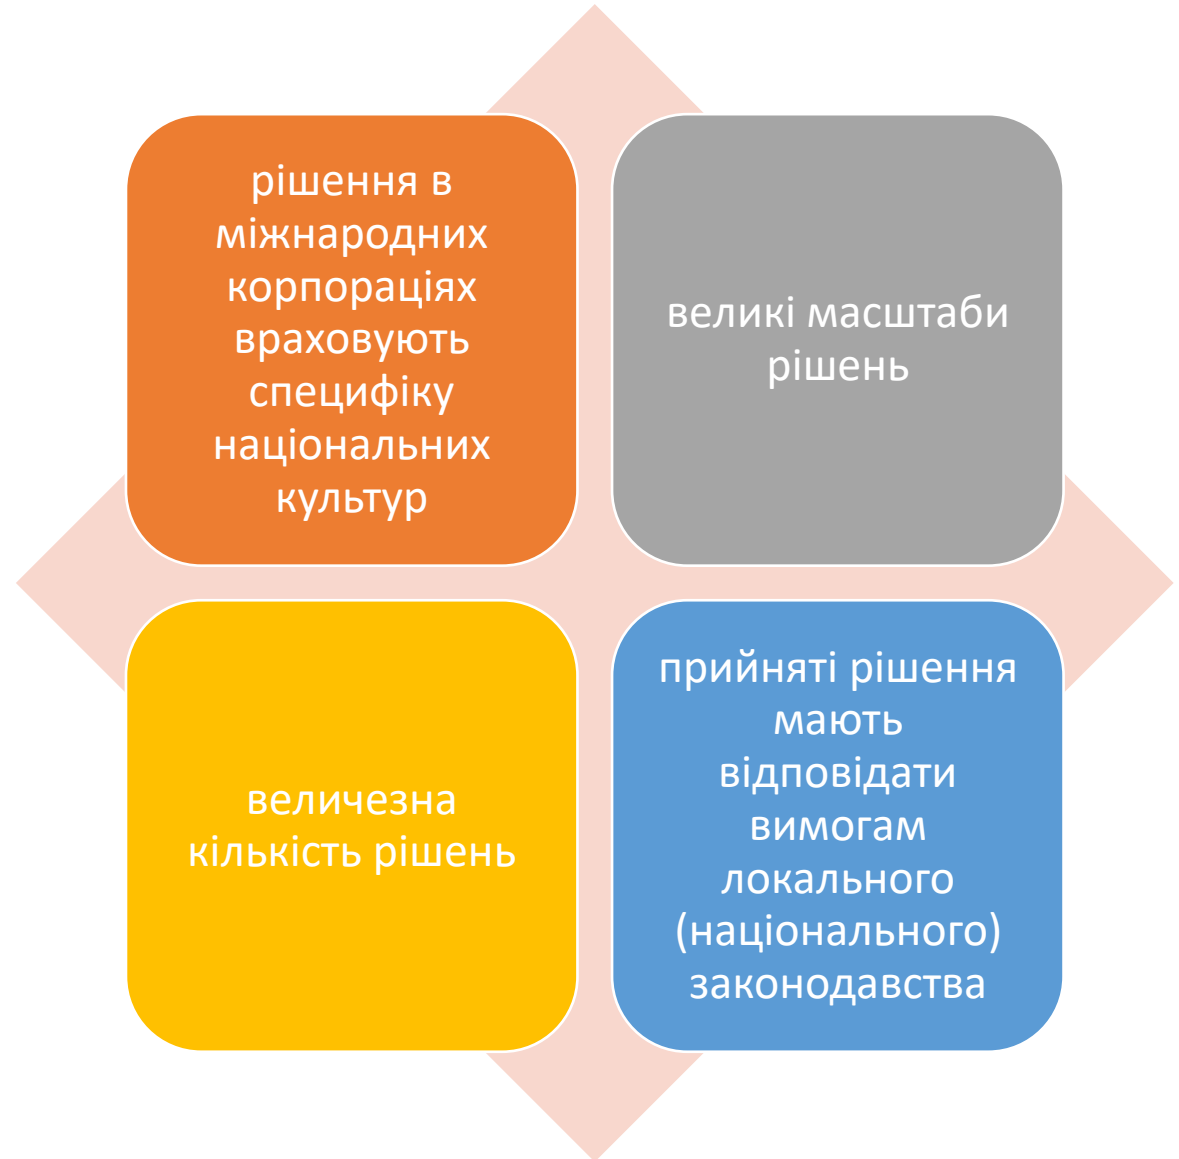 рішення в
міжнародних
корпораціях
враховують
специфіку
національних
культур
великі масштаби
рішень
величезна
кількість рішень
прийняті рішення
мають
відповідати
вимогам
локального
(національного)
законодавства